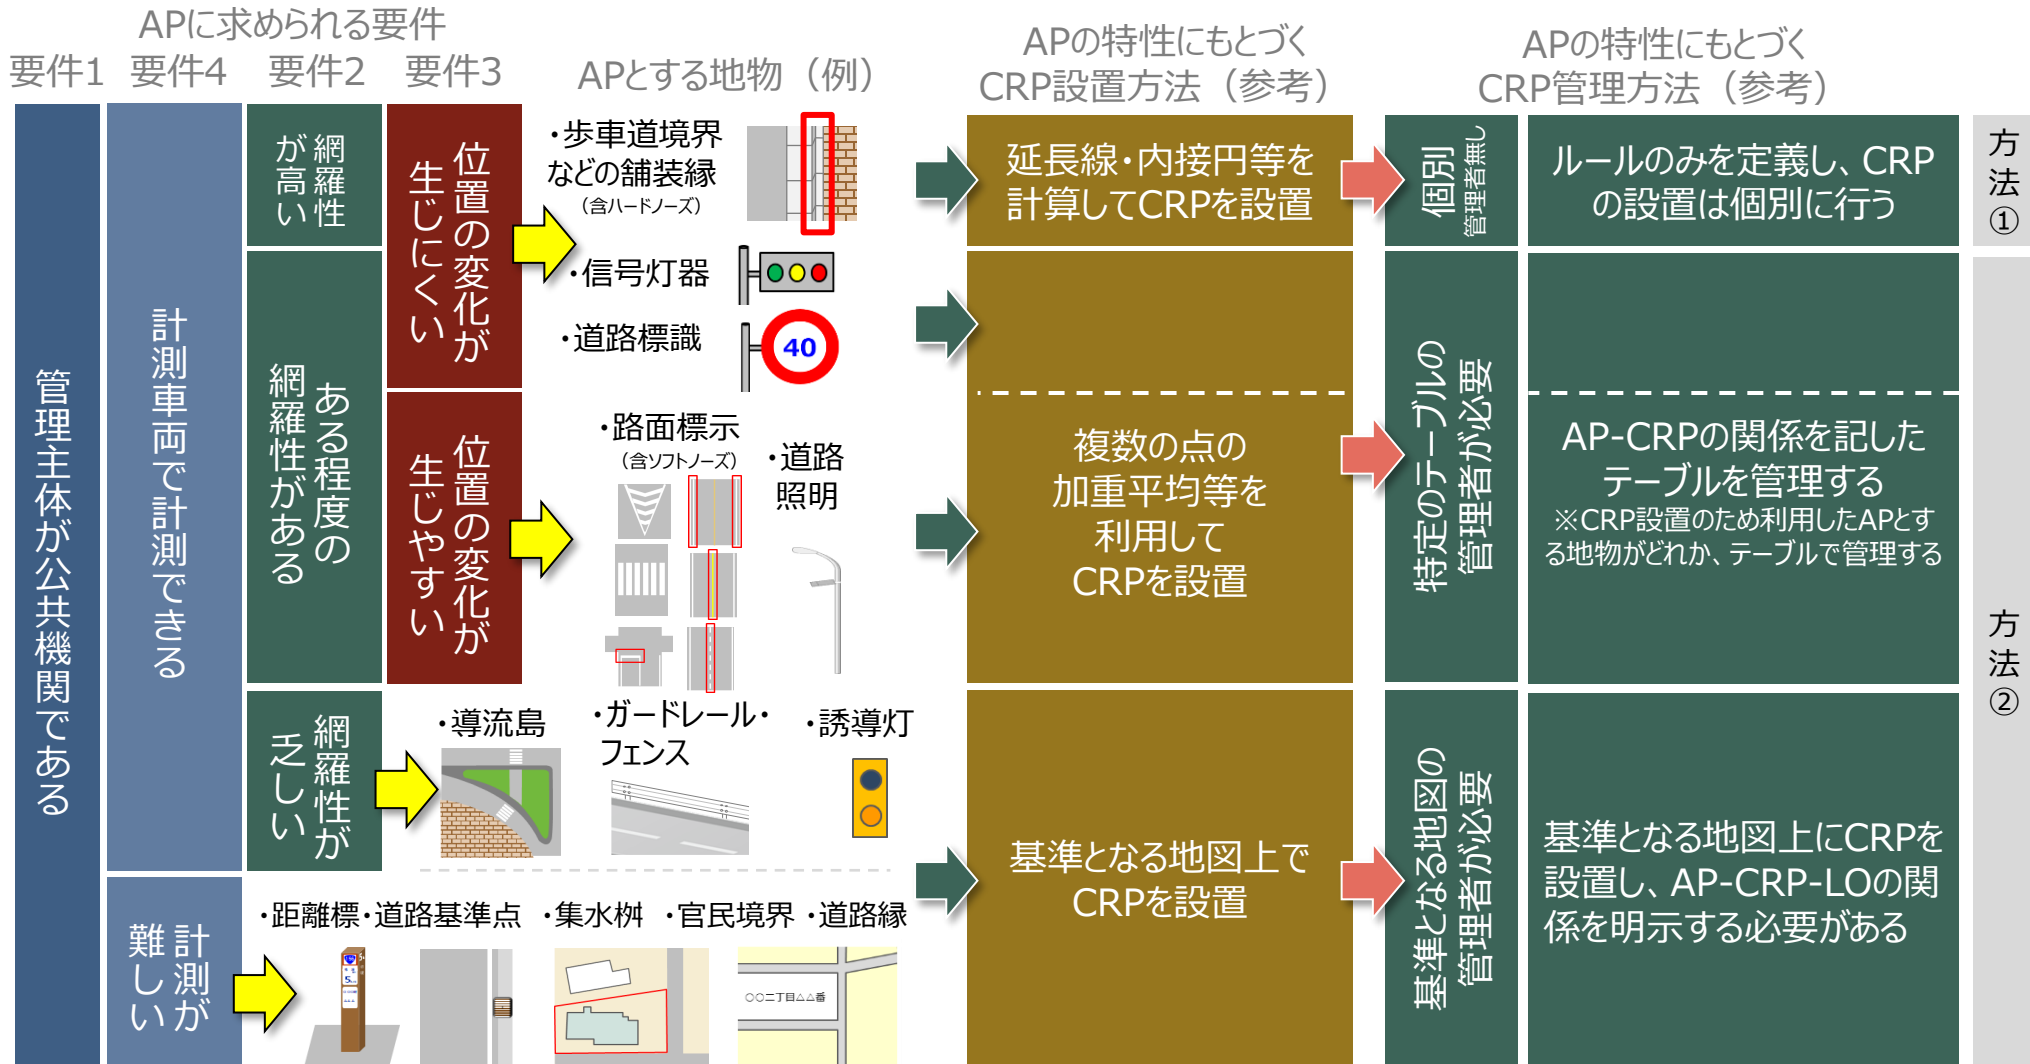 APに求められる要件
要件1
要件4
要件2
要件3
APとする地物（例）
APの特性にもとづく
CRP設置方法（参考）
APの特性にもとづく
CRP管理方法（参考）
管理主体が公共機関である
計測車両で計測できる
計測が
難しい
網羅性
が高い
ある程度の
網羅性がある
網羅性が
乏しい
位置の変化が
生じにくい
位置の変化が
生じやすい
・歩車道境界
などの舗装縁
（含ハードノーズ）
・信号灯器
・道路標識
40
・路面標示
（含ソフトノーズ）
・道路
照明
・導流島
・ガードレール・
フェンス
・誘導灯
・距離標・道路基準点
・集水桝
・官民境界
・道路縁
○○二丁目△△番
延長線・内接円等を
計算してCRPを設置
複数の点の
加重平均等を
利用して
CRPを設置
基準となる地図上で
CRPを設置
個別
管理者無し
特定のテーブルの
管理者が必要
基準となる地図の
管理者が必要
ルールのみを定義し、CRP
の設置は個別に行う
AP-CRPの関係を記した
テーブルを管理する
※CRP設置のため利用したAPとす
る地物がどれか、テーブルで管理する
基準となる地図上にCRPを
設置し、AP-CRP-LOの関
係を明示する必要がある
方法①
方法②